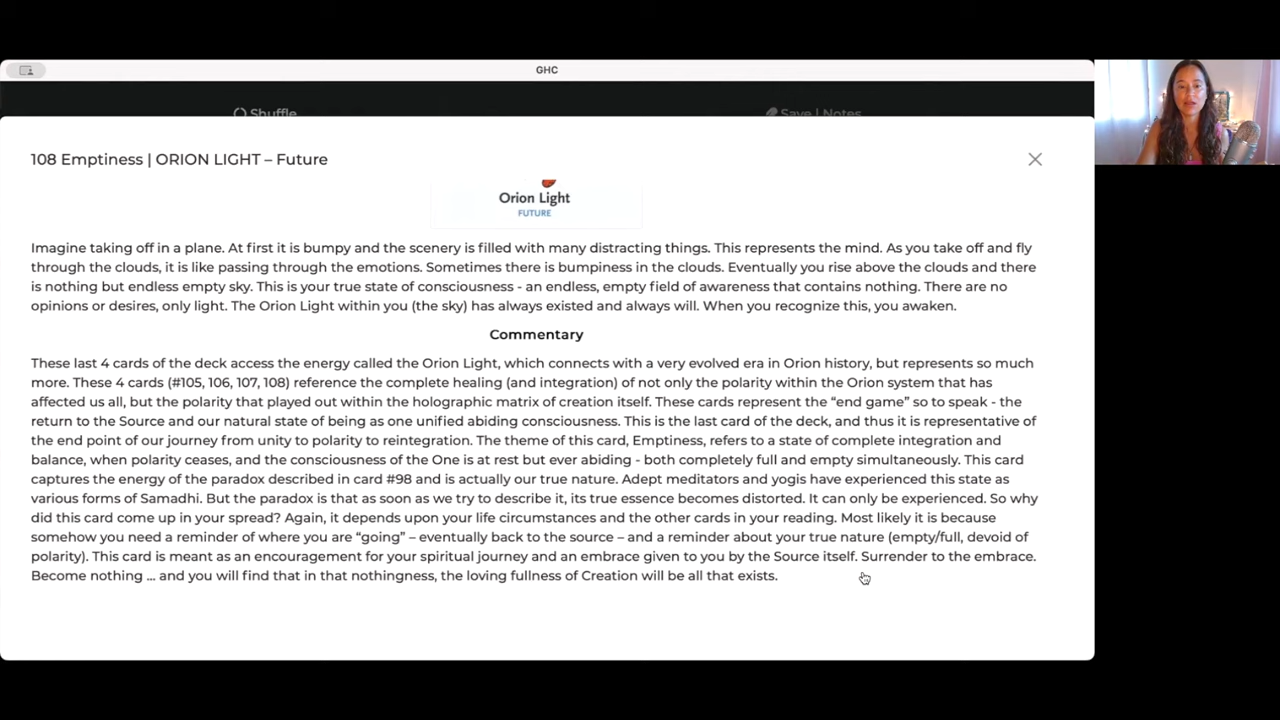 GHC
Shuffle
Save | Notes
108 Emptiness | ORION LIGHT – Future
Orion Light
FUTURE
Imagine taking off in a plane. At first it is bumpy and the scenery is filled with many distracting things. This represents the mind. As you take off and fly
through the clouds, it is like passing through the emotions. Sometimes there is bumpiness in the clouds. Eventually you rise above the clouds and there
is nothing but endless empty sky. This is your true state of consciousness - an endless, empty field of awareness that contains nothing. There are no
opinions or desires, only light. The Orion Light within you (the sky) has always existed and always will. When you recognize this, you awaken.
Commentary
These last 4 cards of the deck access the energy called the Orion Light, which connects with a very evolved era in Orion history, but represents so much
more. These 4 cards (#105, 106, 107, 108) reference the complete healing (and integration) of not only the polarity within the Orion system that has
affected us all, but the polarity that played out within the holographic matrix of creation itself. These cards represent the “end game” so to speak - the
return to the Source and our natural state of being as one unified abiding consciousness. This is the last card of the deck, and thus it is representative of
the end point of our journey from unity to polarity to reintegration. The theme of this card, Emptiness, refers to a state of complete integration and
balance, when polarity ceases, and the consciousness of the One is at rest but ever abiding - both completely full and empty simultaneously. This card
captures the energy of the paradox described in card #98 and is actually our true nature. Adept meditators and yogis have experienced this state as
various forms of Samadhi. But the paradox is that as soon as we try to describe it, its true essence becomes distorted. It can only be experienced. So why
did this card come up in your spread? Again, it depends upon your life circumstances and the other cards in your reading. Most likely it is because
somehow you need a reminder of where you are “going” – eventually back to the source – and a reminder about your true nature (empty/full, devoid of
polarity). This card is meant as an encouragement for your spiritual journey and an embrace given to you by the Source itself. Surrender to the embrace.
Become nothing ... and you will find that in that nothingness, the loving fullness of Creation will be all that exists.